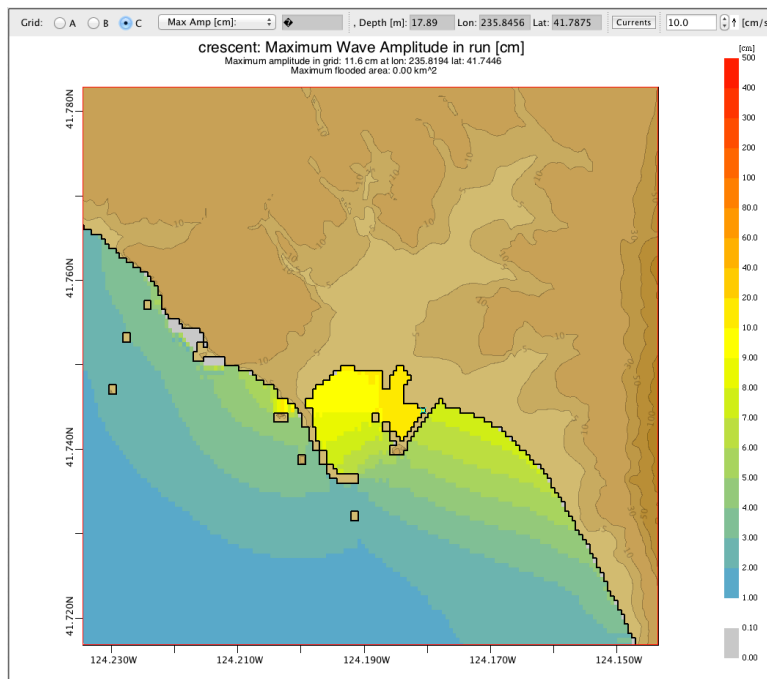 Grid: A B C Max Amp [cm]: � , Depth [m]: 17.89 Lon: 235.8456 Lat: 41.7875 Currents 10.0 [cm/s
crescent: Maximum Wave Amplitude in run [cm]
Maximum amplitude in grid: 11.6 cm at lon: 235.8194 lat: 41.7446
Maximum flooded area: 0.00 km^2
[cm]
500
400
300
200
100
80.0
60.0
40.0
20.0
10.0
9.00
8.00
7.00
6.00
5.00
4.00
3.00
2.00
1.00
0.10
0.00
41.780N
41.760N
41.740N
41.720N
124.230W 124.210W 124.190W 124.170W 124.150W